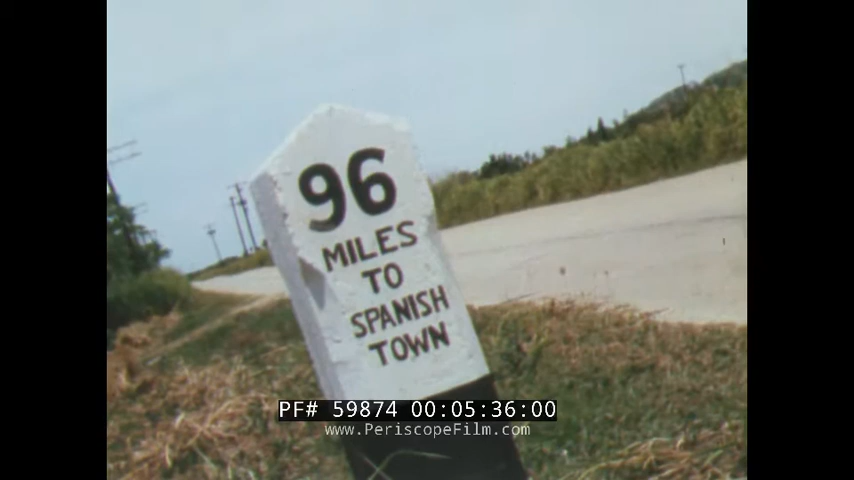 96
MILES
TO
SPANISH
TOWN
PF# 59874 00:05:36:00
www.PeriscopeFilm.com